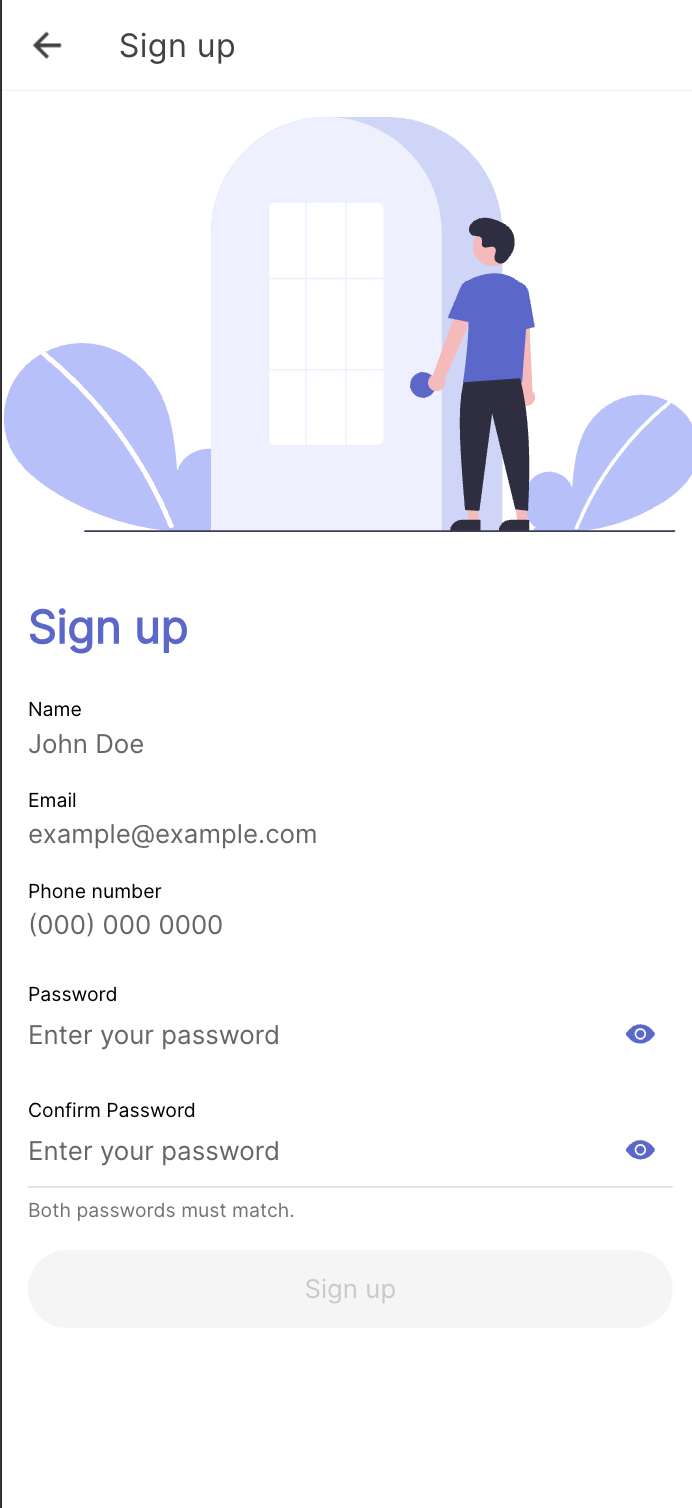 Sign up
Sign up
Name
John Doe
Email
example@example.com
Phone number
(000) 000 0000
Password
Enter your password
Confirm Password
Enter your password
Both passwords must match.
Sign up